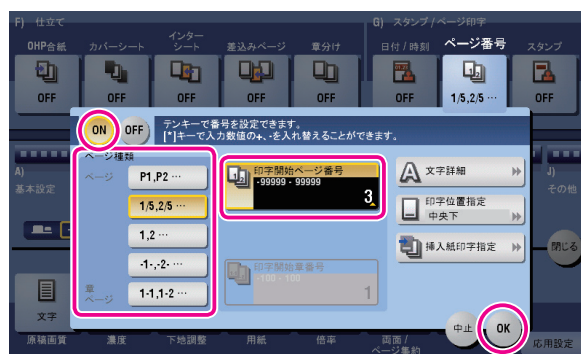 F) 仕立て
G) スタンプ / ページ印字
OHP合紙
カバーシート
インター
シート
差込みページ
章分け
日付 / 時刻
ページ番号
スタンプ
OFF
OFF
OFF
OFF
OFF
OFF
1/5,2/5 …
OFF
ON
OFF
テンキーで番号を設定できます。
[*]キーで入力数値の+、-を入れ替えることができます。
A)
基本設定
J)
その他
ページ種類
ページ
P1,P2 …
1/5,2/5 …
1,2 …
-1-,-2- …
章
ページ
1-1,1-2 …
印字開始ページ番号
-99999 - 99999
3
印字開始章番号
-100 - 100
1
文字詳細
印字位置指定
中央下
挿入紙印字指定
閉じる
文字
中止
OK
原稿画質
濃度
下地調整
用紙
倍率
両面 /
ページ集約
応用設定